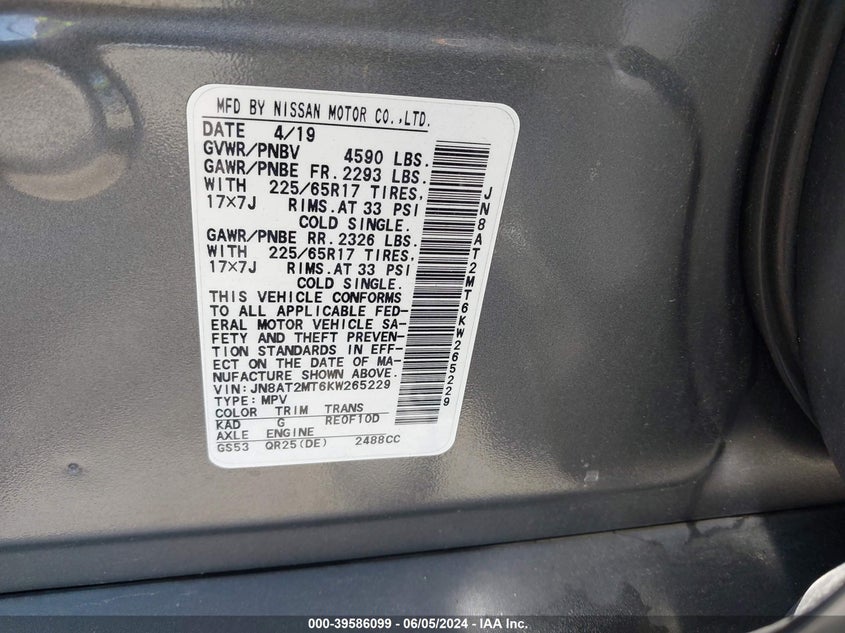 MFD BY NISSAN MOTOR CO.,LTD.
DATE 4/19
GVWR/PNBV 4590 LBS.
GAWR/PNBE FR. 2293 LBS.
WITH 225/65R17 TIRES,
17×7J RIMS.AT 33 PSI
COLD SINGLE.
GAWR/PNBE RR. 2326 LBS.
WITH 225/65R17 TIRES,
17×7J RIMS.AT 33 PSI
COLD SINGLE.
THIS VEHICLE CONFORMS
TO ALL APPLICABLE FED-
ERAL MOTOR VEHICLE SA-
FETY AND THEFT PREVEN-
TION STANDARDS IN EFF-
ECT ON THE DATE OF MA-
NUFACTURE SHOWN ABOVE.
VIN: JN8AT2MT6KW265229
TYPE: MPV
COLOR TRIM TRANS
KAD G RE0F10D
AXLE ENGINE
GS53 QR25(DE) 2488CC
JN8AT2MT6KW265229
000-39586099 - 06/05/2024 - IAA Inc.